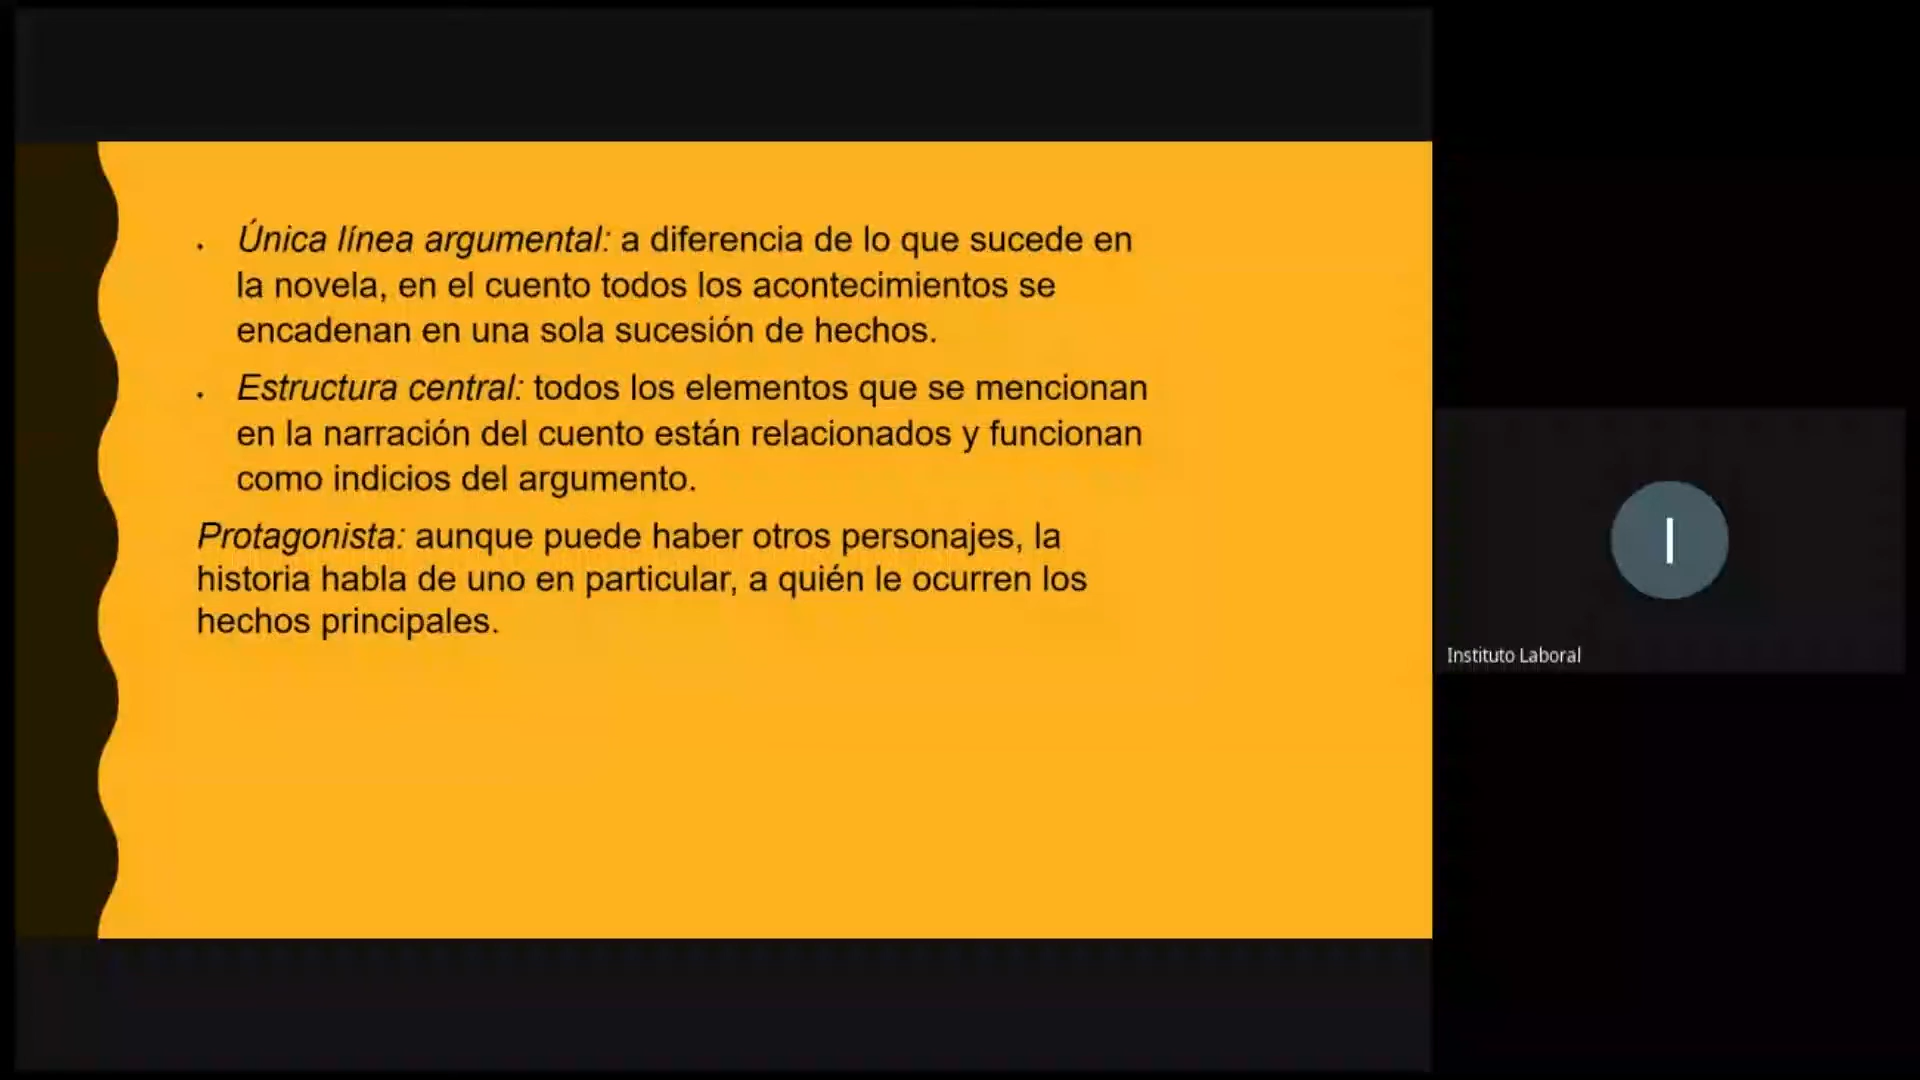 • Única línea argumental: a diferencia de lo que sucede en
la novela, en el cuento todos los acontecimientos se
encadenan en una sola sucesión de hechos.
• Estructura central: todos los elementos que se mencionan
en la narración del cuento están relacionados y funcionan
como indicios del argumento.
Protagonista: aunque puede haber otros personajes, la
historia habla de uno en particular, a quién le ocurren los
hechos principales.
I
Instituto Laboral